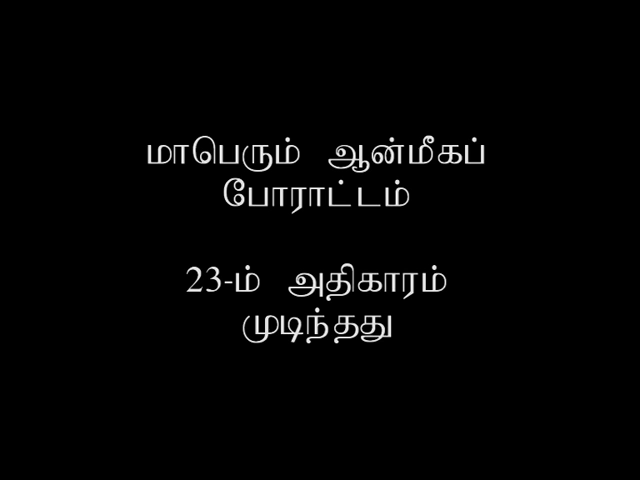 மாபெரும் ஆன்மீகப்
போராட்டம்
23-ம் அதிகாரம்
முடிந்தது